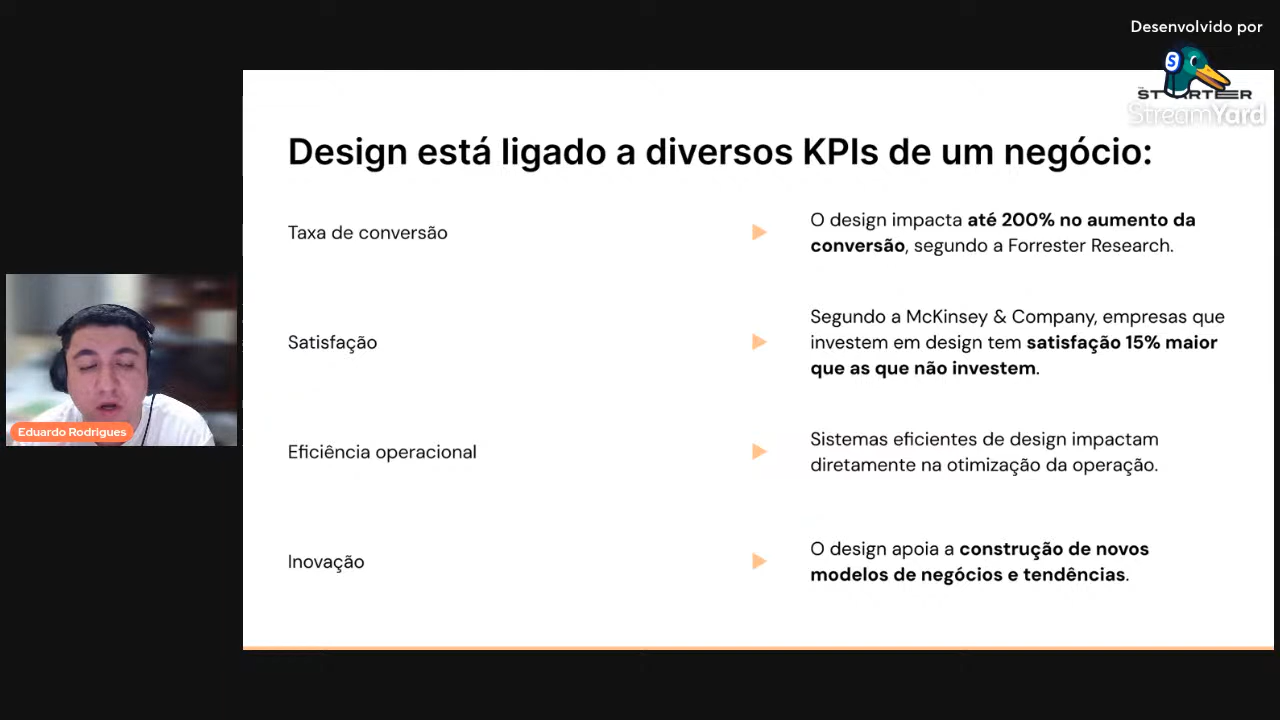 Desenvolvido por
StreamYard
Design está ligado a diversos KPIs de um negócio:
Taxa de conversão
O design impacta até 200% no aumento da
conversão, segundo a Forrester Research.
Satisfação
Segundo a McKinsey & Company, empresas que
investem em design tem satisfação 15% maior
que as que não investem.
Eficiência operacional
Sistemas eficientes de design impactam
diretamente na otimização da operação.
Inovação
O design apoia a construção de novos
modelos de negócios e tendências.
Eduardo Rodrigues